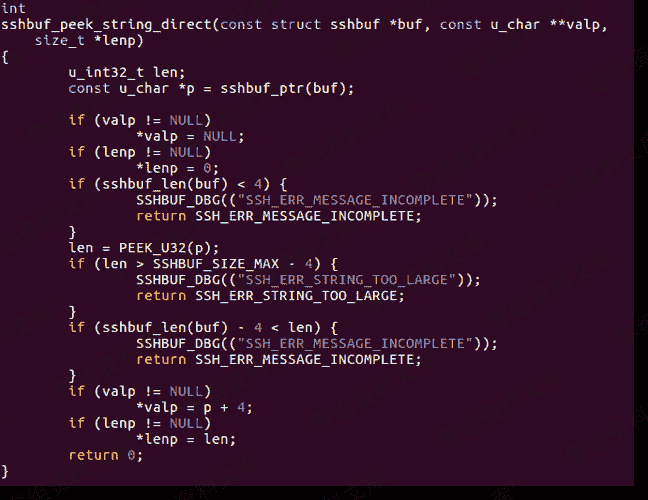 int
sshbuf_peek_string_direct(const struct sshbuf *buf, const u_char **valp,
    size_t *lenp)
{
        u_int32_t len;
        const u_char *p = sshbuf_ptr(buf);

        if (valp != NULL)
                *valp = NULL;
        if (lenp != NULL)
                *lenp = 0;
        if (sshbuf_len(buf) < 4) {
                SSHBUF_DBG(("SSH_ERR_MESSAGE_INCOMPLETE"));
                return SSH_ERR_MESSAGE_INCOMPLETE;
        }
        len = PEEK_U32(p);
        if (len > SSHBUF_SIZE_MAX - 4) {
                SSHBUF_DBG(("SSH_ERR_STRING_TOO_LARGE"));
                return SSH_ERR_STRING_TOO_LARGE;
        }
        if (sshbuf_len(buf) - 4 < len) {
                SSHBUF_DBG(("SSH_ERR_MESSAGE_INCOMPLETE"));
                return SSH_ERR_MESSAGE_INCOMPLETE;
        }
        if (valp != NULL)
                *valp = p + 4;
        if (lenp != NULL)
                *lenp = len;
        return 0;
}